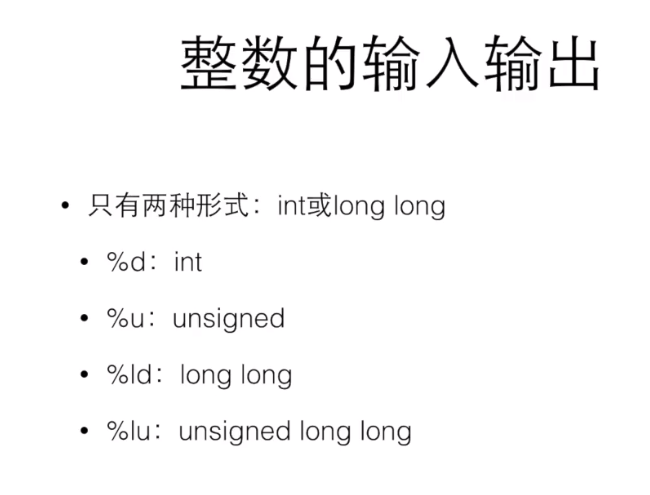 整数的输入输出
• 只有两种形式：int或long long
• %d：int
• %u：unsigned
• %ld：long long
• %lu：unsigned long long